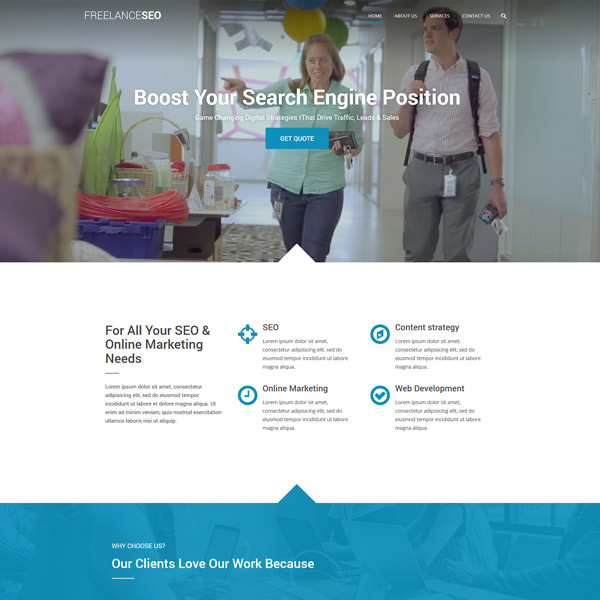 FREELANCESEO
HOME ABOUT US SERVICES CONTACT US
Boost Your Search Engine Position
Game Changing Digital Strategies tThat Drive Traffic, Leads & Sales
GET QUOTE
For All Your SEO &
Online Marketing
Needs
Lorem ipsum dolor sit amet, consectetur
adipiscing elit, sed do eiusmod tempor
incididunt ut labore et dolore magna aliqua. Ut
enim ad minim veniam, quis nostrud exercitation
ullamco laboris nisi ut aliquip.
SEO
Lorem ipsum dolor sit amet,
consectetur adipisicing elit, sed do
eiusmod tempor incididunt ut labore
magna aliqua.
Content strategy
Lorem ipsum dolor sit amet,
consectetur adipisicing elit, sed do
eiusmod tempor incididunt ut labore
magna aliqua.
Online Marketing
Lorem ipsum dolor sit amet,
consectetur adipisicing elit, sed do
eiusmod tempor incididunt ut labore
magna aliqua.
Web Development
Lorem ipsum dolor sit amet,
consectetur adipisicing elit, sed do
eiusmod tempor incididunt ut labore
magna aliqua.
WHY CHOOSE US?
Our Clients Love Our Work Because